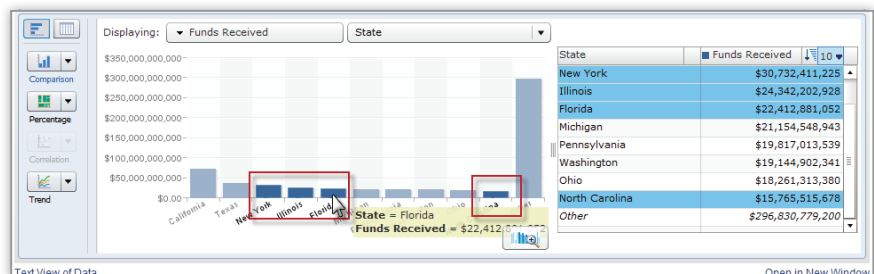 Displaying: Funds Received State
$350,000,000,000
$300,000,000,000
$250,000,000,000
$200,000,000,000
$150,000,000,000
$100,000,000,000
$50,000,000,000
$0.00
California Texas New York Illinois Florida
State = Florida
Funds Received = $22,412,881,052
Comparison
Percentage
Correlation
Trend
State Funds Received 10
New York $30,732,411,225
Illinois $24,342,202,928
Florida $22,412,881,052
Michigan $21,154,548,943
Pennsylvania $19,817,013,539
Washington $19,144,902,341
Ohio $18,261,313,380
North Carolina $15,765,515,678
Other $296,830,779,200
Text View of Data Open in New Window